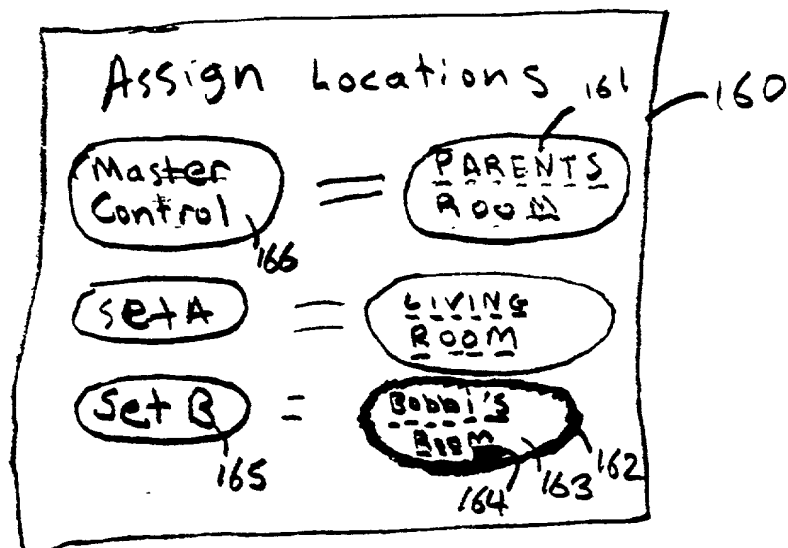 Assign Locations
161
160
Master
Control
=
PARENTS
ROOM
166
Set A
=
LIVING
ROOM
Set B
=
Bobbi's
Room
165
164
163
162